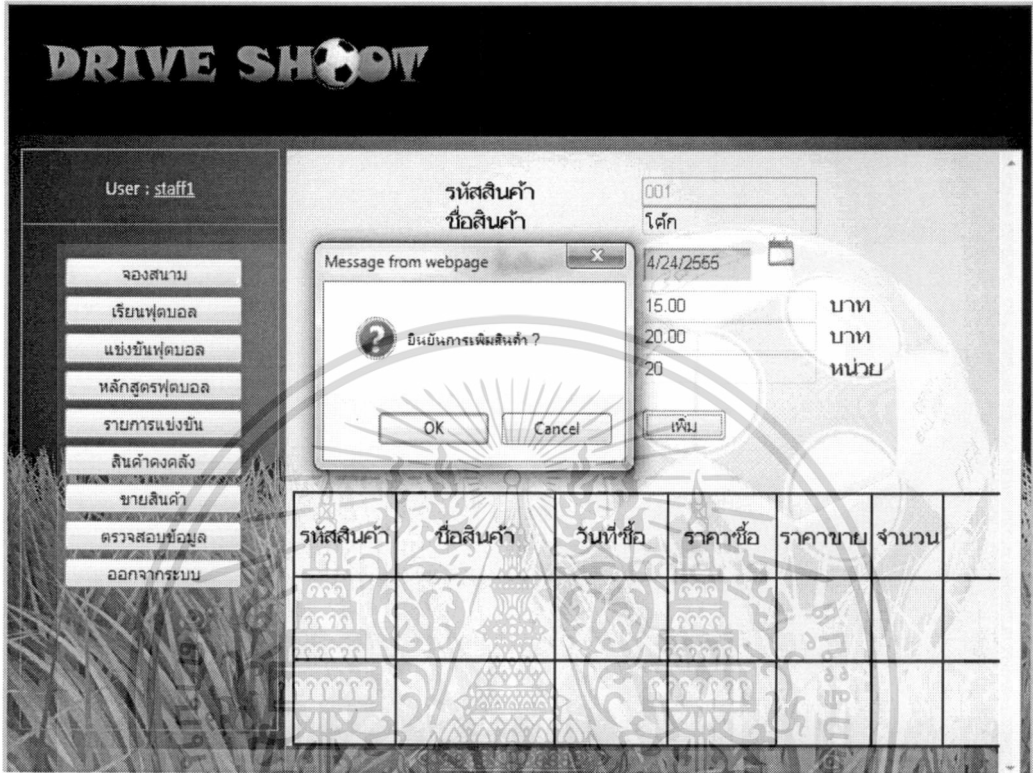 DRIVE SHOOT
User : staff1
จองสนาม
เรียนฟุตบอล
แข่งขันฟุตบอล
หลักสูตรฟุตบอล
รายการแข่งขัน
สินค้าคงคลัง
ขายสินค้า
ตรวจสอบข้อมูล
ออกจากระบบ
รหัสสินค้า 001
ชื่อสินค้า โค้ก
4/24/2555
15.00 บาท
20.00 บาท
20 หน่วย
เพิ่ม
Message from webpage
ยืนยันการเพิ่มสินค้า ?
OK Cancel
รหัสสินค้า ชื่อสินค้า วันที่ซื้อ ราคาซื้อ ราคาขาย จำนวน